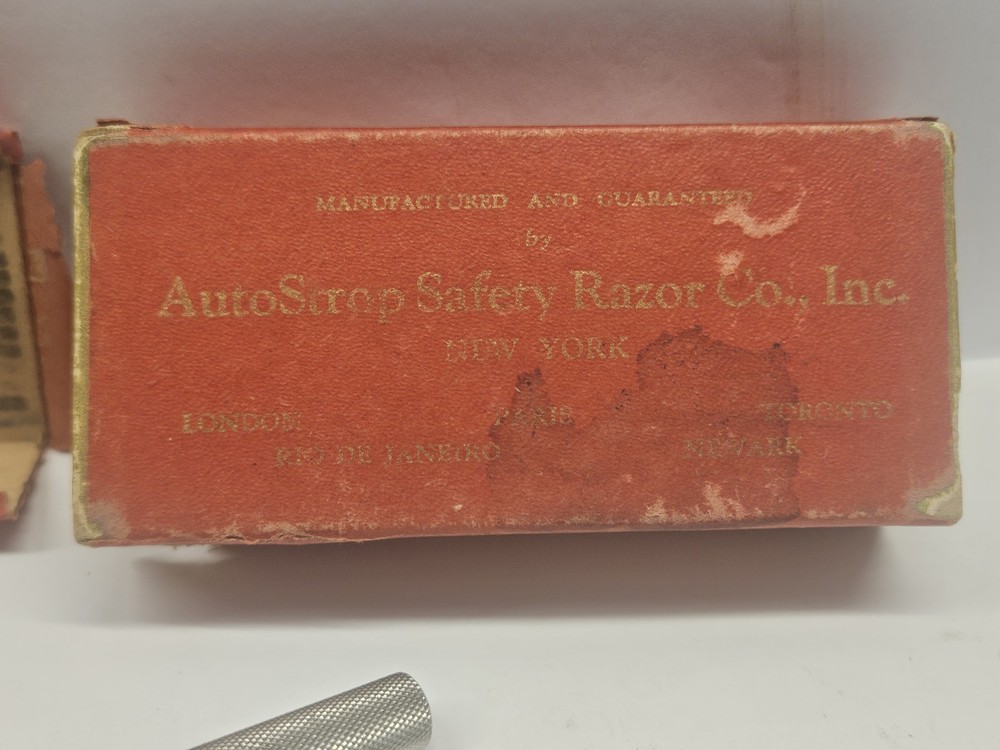 MANUFACTURED AND GUARANTEED
by
AutoStrop Safety Razor Co., Inc.
NEW YORK
LONDON PARIS TORONTO
RIO DE JANEIRO NEWARK